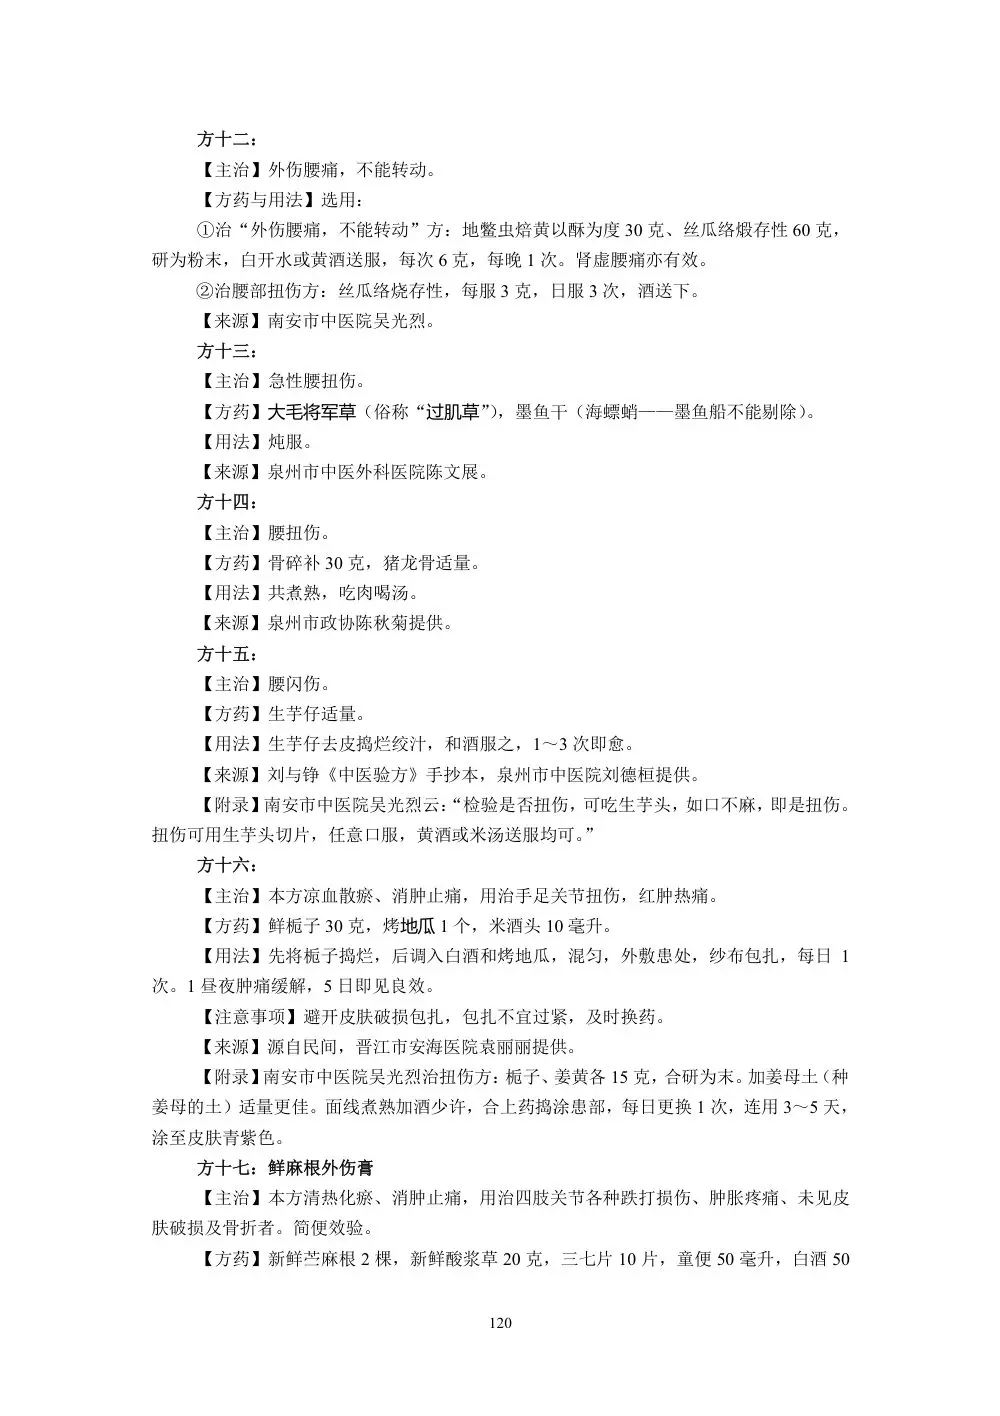 方十二：
【主治】外伤腰痛，不能转动。
【方药与用法】选用：
①治“外伤腰痛，不能转动”方：地鳖虫焙黄以酥为度 30 克、丝瓜络煅存性 60 克，
研为粉末，白开水或黄酒送服，每次 6 克，每晚 1 次。肾虚腰痛亦有效。
②治腰部扭伤方：丝瓜络烧存性，每服 3 克，日服 3 次，酒送下。
【来源】南安市中医院吴光烈。
方十三：
【主治】急性腰扭伤。
【方药】大毛将军草（俗称“过肌草”），墨鱼干（海螵蛸——墨鱼船不能剔除）。
【用法】炖服。
【来源】泉州市中医外科医院陈文展。
方十四：
【主治】腰扭伤。
【方药】骨碎补 30 克，猪龙骨适量。
【用法】共煮熟，吃肉喝汤。
【来源】泉州市政协陈秋菊提供。
方十五：
【主治】腰闪伤。
【方药】生芋仔适量。
【用法】生芋仔去皮捣烂绞汁，和酒服之，1～3 次即愈。
【来源】刘与铮《中医验方》手抄本，泉州市中医院刘德桓提供。
【附录】南安市中医院吴光烈云：“检验是否扭伤，可吃生芋头，如口不麻，即是扭伤。
扭伤可用生芋头切片，任意口服，黄酒或米汤送服均可。”
方十六：
【主治】本方凉血散瘀、消肿止痛，用治手足关节扭伤，红肿热痛。
【方药】鲜栀子 30 克，烤地瓜 1 个，米酒头 10 毫升。
【用法】先将栀子捣烂，后调入白酒和烤地瓜，混匀，外敷患处，纱布包扎，每日 1
次。1 昼夜肿痛缓解，5 日即见良效。
【注意事项】避开皮肤破损包扎，包扎不宜过紧，及时换药。
【来源】源自民间，晋江市安海医院袁丽丽提供。
【附录】南安市中医院吴光烈治扭伤方：栀子、姜黄各 15 克，合研为末。加姜母土（种
姜母的土）适量更佳。面线煮熟加酒少许，合上药捣涂患部，每日更换 1 次，连用 3～5 天，
涂至皮肤青紫色。
方十七：鲜麻根外伤膏
【主治】本方清热化瘀、消肿止痛，用治四肢关节各种跌打损伤、肿胀疼痛、未见皮
肤破损及骨折者。简便效验。
【方药】新鲜苎麻根 2 棵，新鲜酸浆草 20 克，三七片 10 片，童便 50 毫升，白酒 50
120